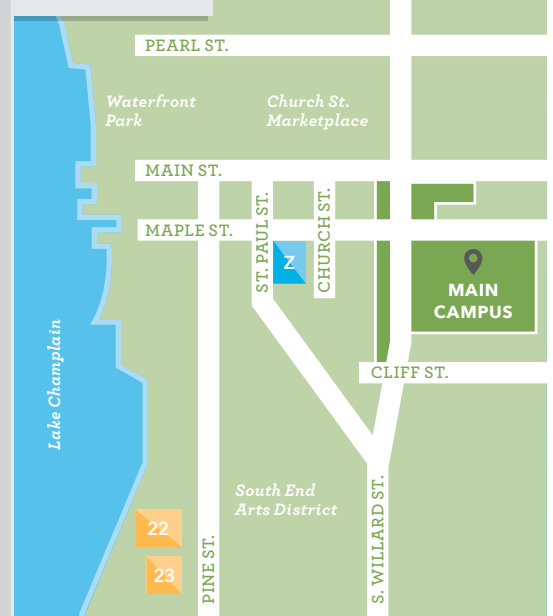 PEARL ST.
Waterfront
Park
Church St.
Marketplace
MAIN ST.
ST. PAUL ST.
CHURCH ST.
MAPLE ST.
Z
MAIN
CAMPUS
Lake Champlain
CLIFF ST.
South End
Arts District
S. WILLARD ST.
22
PINE ST.
23